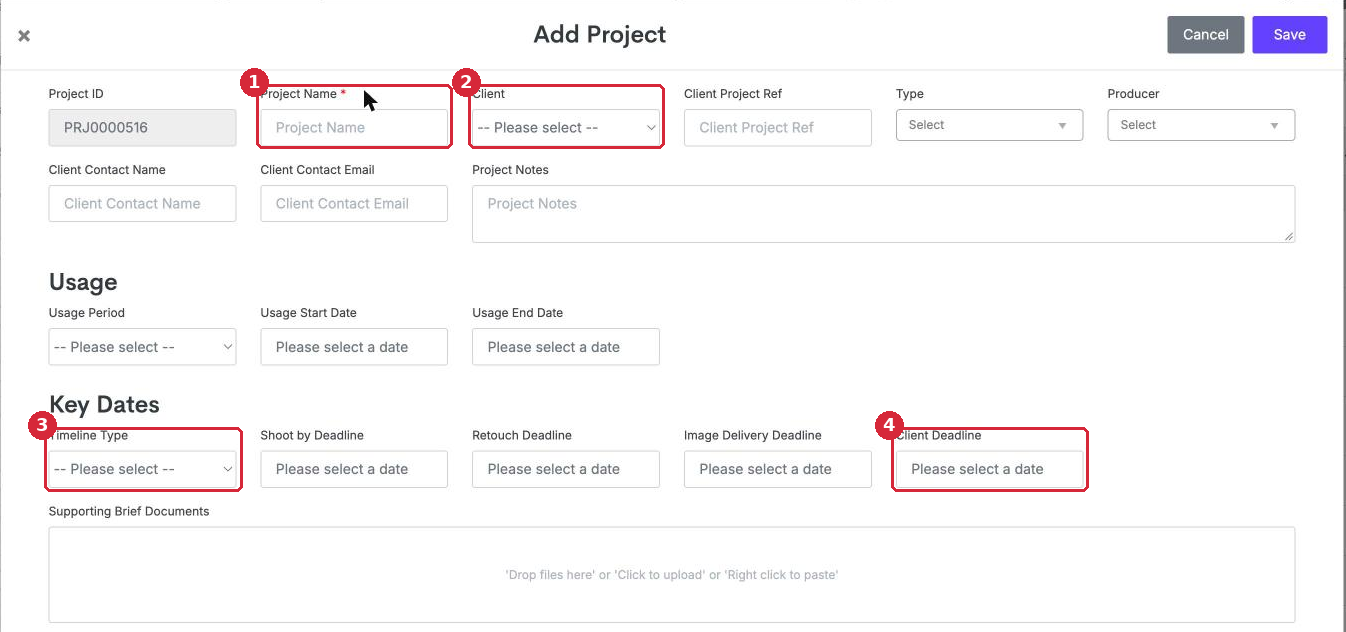 ×
Add Project
Cancel
Save
Project ID
1
Project Name *
2
Client
Client Project Ref
Type
Producer
PRJ0000516
Project Name
-- Please select --
Client Project Ref
Select
Select
Client Contact Name
Client Contact Email
Project Notes
Client Contact Name
Client Contact Email
Project Notes
Usage
Usage Period
Usage Start Date
Usage End Date
-- Please select --
Please select a date
Please select a date
Key Dates
3
Timeline Type
Shoot by Deadline
Retouch Deadline
Image Delivery Deadline
4
Client Deadline
-- Please select --
Please select a date
Please select a date
Please select a date
Please select a date
Supporting Brief Documents
'Drop files here' or 'Click to upload' or 'Right click to paste'